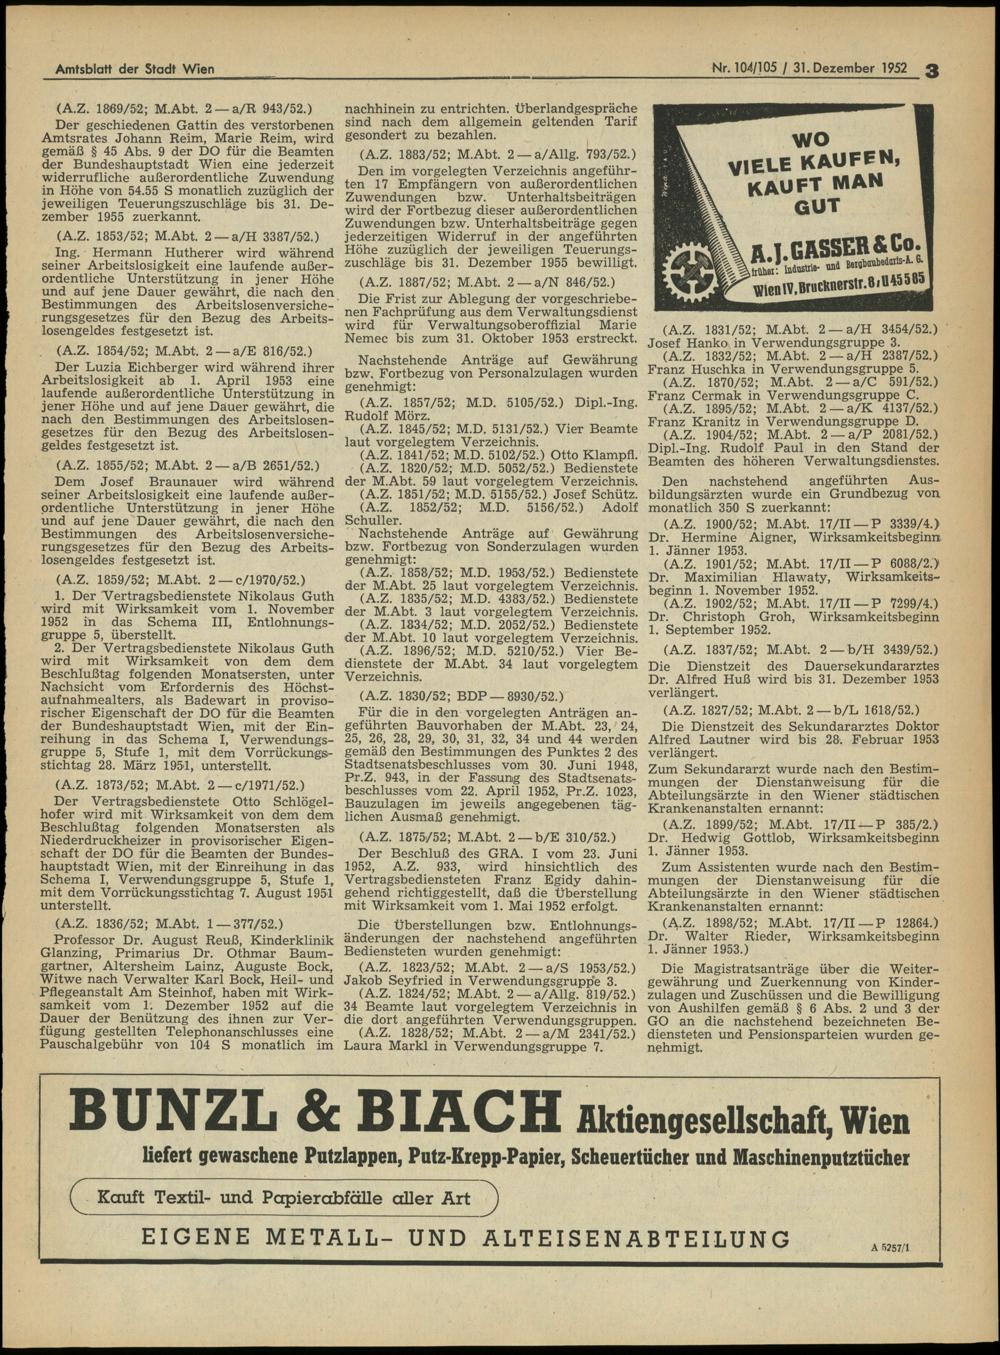 Amtsblatt der Stadt Wien
Nr. 104/105 / 31. Dezember 1952 3
(A.Z. 1869/52; M.Abt. 2 — a/R 943/52.)
Der geschiedenen Gattin des verstorbenen
Amtsrates Johann Reim, Marie Reim, wird
gemäß § 45 Abs. 9 der DO für die Beamten
der Bundeshauptstadt Wien eine jederzeit
widerrufliche außerordentliche Zuwendung
in Höhe von 54.55 S monatlich zuzüglich der
jeweiligen Teuerungszuschläge bis 31. De-
zember 1955 zuerkannt.
(A.Z. 1853/52; M.Abt. 2 — a/H 3387/52.)
Ing. Hermann Hutherer wird während
seiner Arbeitslosigkeit eine laufende außer-
ordentliche Unterstützung in jener Höhe
und auf jene Dauer gewährt, die nach den
Bestimmungen des Arbeitslosenversiche-
rungsgesetzes für den Bezug des Arbeits-
losengeldes festgesetzt ist.
(A.Z. 1854/52; M.Abt. 2 — a/E 816/52.)
Der Luzia Eichberger wird während ihrer
Arbeitslosigkeit ab 1. April 1953 eine
laufende außerordentliche Unterstützung in
jener Höhe und auf jene Dauer gewährt, die
nach den Bestimmungen des Arbeitslosen-
gesetzes für den Bezug des Arbeitslosen-
geldes festgesetzt ist.
(A.Z. 1855/52; M.Abt. 2 — a/B 2651/52.)
Dem Josef Braunauer wird während
seiner Arbeitslosigkeit eine laufende außer-
ordentliche Unterstützung in jener Höhe
und auf jene Dauer gewährt, die nach den
Bestimmungen des Arbeitslosenversiche-
rungsgesetzes für den Bezug des Arbeits-
losengeldes festgesetzt ist.
(A.Z. 1859/52; M.Abt. 2 — c/1970/52.)
1. Der Vertragsbedienstete Nikolaus Guth
wird mit Wirksamkeit vom 1. November
1952 in das Schema III, Entlohnungs-
gruppe 5, überstellt.
2. Der Vertragsbedienstete Nikolaus Guth
wird mit Wirksamkeit von dem dem
Beschlußtag folgenden Monatsersten, unter
Nachsicht vom Erfordernis des Höchst-
aufnahmealters, als Badewart in proviso-
rischer Eigenschaft der DO für die Beamten
der Bundeshauptstadt Wien, mit der Ein-
reihung in das Schema I, Verwendungs-
gruppe 5, Stufe 1, mit dem Vorrückungs-
stichtag 28. März 1951, unterstellt.
(A.Z. 1873/52; M.Abt. 2 — c/1971/52.)
Der Vertragsbedienstete Otto Schlögel-
hofer wird mit Wirksamkeit von dem dem
Beschlußtag folgenden Monatsersten als
Niederdruckheizer in provisorischer Eigen-
schaft der DO für die Beamten der Bundes-
hauptstadt Wien, mit der Einreihung in das
Schema I, Verwendungsgruppe 5, Stufe 1,
mit dem Vorrückungsstichtag 7. August 1951
unterstellt.
(A.Z. 1836/52; M.Abt. 1 — 377/52.)
Professor Dr. August Reuß, Kinderklinik
Glanzing, Primarius Dr. Othmar Baum-
gartner, Altersheim Lainz, Auguste Bock,
Witwe nach Verwalter Karl Bock, Heil- und
Pflegeanstalt Am Steinhof, haben mit Wirk-
samkeit vom 1. Dezember 1952 auf die
Dauer der Benützung des ihnen zur Ver-
fügung gestellten Telephonanschlusses eine
Pauschalgebühr von 104 S monatlich im
nachhinein zu entrichten. Überlandgespräche
sind nach dem allgemein geltenden Tarif
gesondert zu bezahlen.
(A.Z. 1883/52; M.Abt. 2 — a/Allg. 793/52.)
Den im vorgelegten Verzeichnis angeführ-
ten 17 Empfängern von außerordentlichen
Zuwendungen bzw. Unterhaltsbeiträgen
wird der Fortbezug dieser außerordentlichen
Zuwendungen bzw. Unterhaltsbeiträge gegen
jederzeitigen Widerruf in der angeführten
Höhe zuzüglich der jeweiligen Teuerungs-
zuschläge bis 31. Dezember 1955 bewilligt.
(A.Z. 1887/52; M.Abt. 2 — a/N 846/52.)
Die Frist zur Ablegung der vorgeschriebe-
nen Fachprüfung aus dem Verwaltungsdienst
wird für Verwaltungsoberoffizial Marie
Nemec bis zum 31. Oktober 1953 erstreckt.
Nachstehende Anträge auf Gewährung
bzw. Fortbezug von Personalzulagen wurden
genehmigt:
(A.Z. 1857/52; M.D. 5105/52.) Dipl.-Ing.
Rudolf Mörz.
(A.Z. 1845/52; M.D. 5131/52.) Vier Beamte
laut vorgelegtem Verzeichnis.
(A.Z. 1841/52; M.D. 5102/52.) Otto Klampfl.
(A.Z. 1820/52; M.D. 5052/52.) Bedienstete
der M.Abt. 59 laut vorgelegtem Verzeichnis.
(A.Z. 1851/52; M.D. 5155/52.) Josef Schütz.
(A.Z. 1852/52; M.D. 5156/52.) Adolf
Schuller.
Nachstehende Anträge auf Gewährung
bzw. Fortbezug von Sonderzulagen wurden
genehmigt:
(A.Z. 1858/52; M.D. 1953/52.) Bedienstete
der M.Abt. 25 laut vorgelegtem Verzeichnis.
(A.Z. 1835/52; M.D. 4383/52.) Bedienstete
der M.Abt. 3 laut vorgelegtem Verzeichnis.
(A.Z. 1834/52; M.D. 2052/52.) Bedienstete
der M.Abt. 10 laut vorgelegtem Verzeichnis.
(A.Z. 1896/52; M.D. 5210/52.) Vier Be-
dienstete der M.Abt. 34 laut vorgelegtem
Verzeichnis.
(A.Z. 1830/52; BDP — 8930/52.)
Für die in den vorgelegten Anträgen an-
geführten Bauvorhaben der M.Abt. 23, 24,
25, 26, 28, 29, 30, 31, 32, 34 und 44 werden
gemäß den Bestimmungen des Punktes 2 des
Stadtsenatsbeschlusses vom 30. Juni 1948,
Pr.Z. 943, in der Fassung des Stadtsenats-
beschlusses vom 22. April 1952, Pr.Z. 1023,
Bauzulagen im jeweils angegebenen täg-
lichen Ausmaß genehmigt.
(A.Z. 1875/52; M.Abt. 2 — b/E 310/52.)
Der Beschluß des GRA. I vom 23. Juni
1952, A.Z. 933, wird hinsichtlich des
Vertragsbediensteten Franz Egidy dahin-
gehend richtiggestellt, daß die Überstellung
mit Wirksamkeit vom 1. Mai 1952 erfolgt.
Die Überstellungen bzw. Entlohnungs-
änderungen der nachstehend angeführten
Bediensteten wurden genehmigt:
(A.Z. 1823/52; M.Abt. 2 — a/S 1953/52.)
Jakob Seyfried in Verwendungsgruppe 3.
(A.Z. 1824/52; M.Abt. 2 — a/Allg. 819/52.)
34 Beamte laut vorgelegtem Verzeichnis in
die dort angeführten Verwendungsgruppen.
(A.Z. 1828/52; M.Abt. 2 — a/M 2341/52.)
Laura Markl in Verwendungsgruppe 7.
WO
VIELE KAUFEN,
KAUFT MAN
GUT
A. J. GASSER & Co.
früher: Industrie- und Bergbaubedarfs-A. G.
Wien IV, Brucknerstr. 8, U 45 5 85
(A.Z. 1831/52; M.Abt. 2 — a/H 3454/52.)
Josef Hanko in Verwendungsgruppe 3.
(A.Z. 1832/52; M.Abt. 2 — a/H 2387/52.)
Franz Huschka in Verwendungsgruppe 5.
(A.Z. 1870/52; M.Abt. 2 — a/C 591/52.)
Franz Cermak in Verwendungsgruppe C.
(A.Z. 1895/52; M.Abt. 2 — a/K 4137/52.)
Franz Kranitz in Verwendungsgruppe D.
(A.Z. 1904/52; M.Abt. 2 — a/P 2081/52.)
Dipl.-Ing. Rudolf Paul in den Stand der
Beamten des höheren Verwaltungsdienstes.
Den nachstehend angeführten Aus-
bildungsärzten wurde ein Grundbezug von
monatlich 350 S zuerkannt:
(A.Z. 1900/52; M.Abt. 17/II — P 3339/4.)
Dr. Hermine Aigner, Wirksamkeitsbeginn
1. Jänner 1953.
(A.Z. 1901/52; M.Abt. 17/II — P 6088/2.)
Dr. Maximilian Hlawaty, Wirksamkeits-
beginn 1. November 1952.
(A.Z. 1902/52; M.Abt. 17/II — P 7299/4.)
Dr. Christoph Groh, Wirksamkeitsbeginn
1. September 1952.
(A.Z. 1837/52; M.Abt. 2 — b/H 3439/52.)
Die Dienstzeit des Dauersekundararztes
Dr. Alfred Huß wird bis 31. Dezember 1953
verlängert.
(A.Z. 1827/52; M.Abt. 2 — b/L 1618/52.)
Die Dienstzeit des Sekundararztes Doktor
Alfred Lautner wird bis 28. Februar 1953
verlängert.
Zum Sekundararzt wurde nach den Bestim-
mungen der Dienstanweisung für die
Abteilungsärzte in den Wiener städtischen
Krankenanstalten ernannt:
(A.Z. 1899/52; M.Abt. 17/II — P 385/2.)
Dr. Hedwig Gottlob, Wirksamkeitsbeginn
1. Jänner 1953.
Zum Assistenten wurde nach den Bestim-
mungen der Dienstanweisung für die
Abteilungsärzte in den Wiener städtischen
Krankenanstalten ernannt:
(A.Z. 1898/52; M.Abt. 17/II — P 12864.)
Dr. Walter Rieder, Wirksamkeitsbeginn
1. Jänner 1953.)
Die Magistratsanträge über die Weiter-
gewährung und Zuerkennung von Kinder-
zulagen und Zuschüssen und die Bewilligung
von Aushilfen gemäß § 6 Abs. 2 und 3 der
GO an die nachstehend bezeichneten Be-
diensteten und Pensionsparteien wurden ge-
nehmigt.
BUNZL & BIACH Aktiengesellschaft, Wien
liefert gewaschene Putzlappen, Putz-Krepp-Papier, Scheuertücher und Maschinenputztücher
Kauft Textil- und Papierabfälle aller Art
EIGENE METALL- UND ALTEISENABTEILUNG
A 5257/1